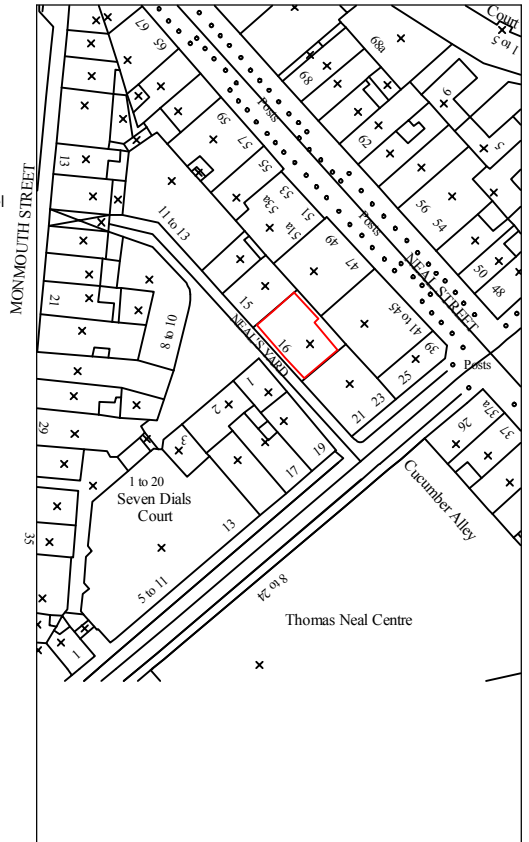 Court
1 to 5
65
67
68a
68
Posts
9
59
57
62
5
13
55
53
53a
51
51a
Posts
56
54
11 to 13
49
NEAL STREET
50
48
47
MONMOUTH STREET
21
15
8 to 10
NEAL'S YARD
16
41 to 45
39
Posts
25
23
21
1
2
37a
37
26
29
3
19
17
1 to 20
Seven Dials
Court
13
Cucumber Alley
35
5 to 11
8 to 24
Thomas Neal Centre
1